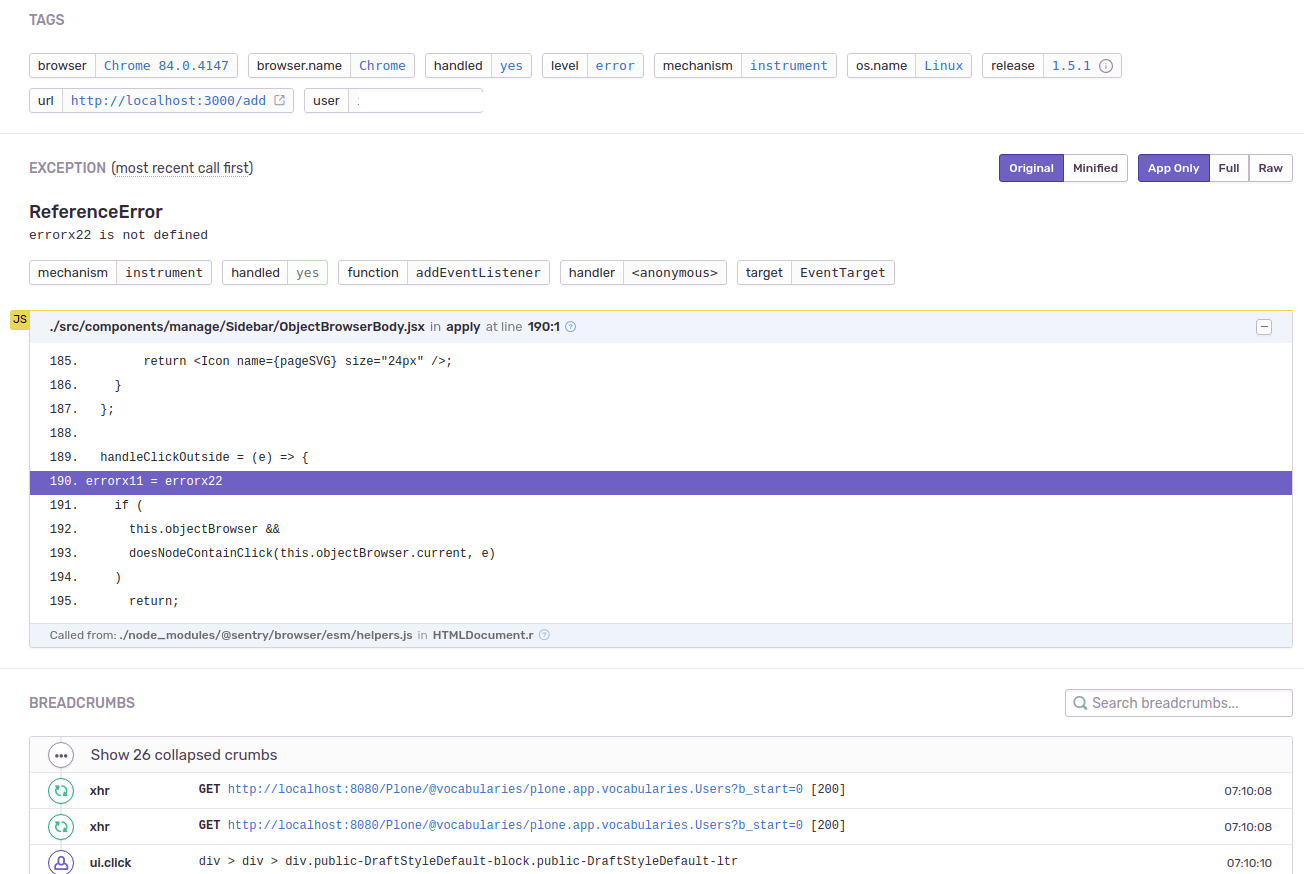 TAGS
browser Chrome 84.0.4147 browser.name Chrome handled yes level error mechanism instrument os.name Linux release 1.5.1
url http://localhost:3000/add user
EXCEPTION (most recent call first) Original Minified App Only Full Raw
ReferenceError
errorx22 is not defined
mechanism instrument handled yes function addEventListener handler <anonymous> target EventTarget
JS ./src/components/manage/Sidebar/ObjectBrowserBody.jsx in apply at line 190:1
185. return <Icon name={pageSVG} size="24px" />;
186. }
187. };
188.
189. handleClickOutside = (e) => {
190. errorx11 = errorx22
191. if (
192. this.objectBrowser &&
193. doesNodeContainClick(this.objectBrowser.current, e)
194. )
195. return;
Called from: ./node_modules/@sentry/browser/esm/helpers.js in HTMLDocument.r
BREADCRUMBS Search breadcrumbs...
Show 26 collapsed crumbs
xhr GET http://localhost:8080/Plone/@vocabularies/plone.app.vocabularies.Users?b_start=0 [200] 07:10:08
xhr GET http://localhost:8080/Plone/@vocabularies/plone.app.vocabularies.Users?b_start=0 [200] 07:10:08
ui.click div > div > div.public-DraftStyleDefault-block.public-DraftStyleDefault-ltr 07:10:10